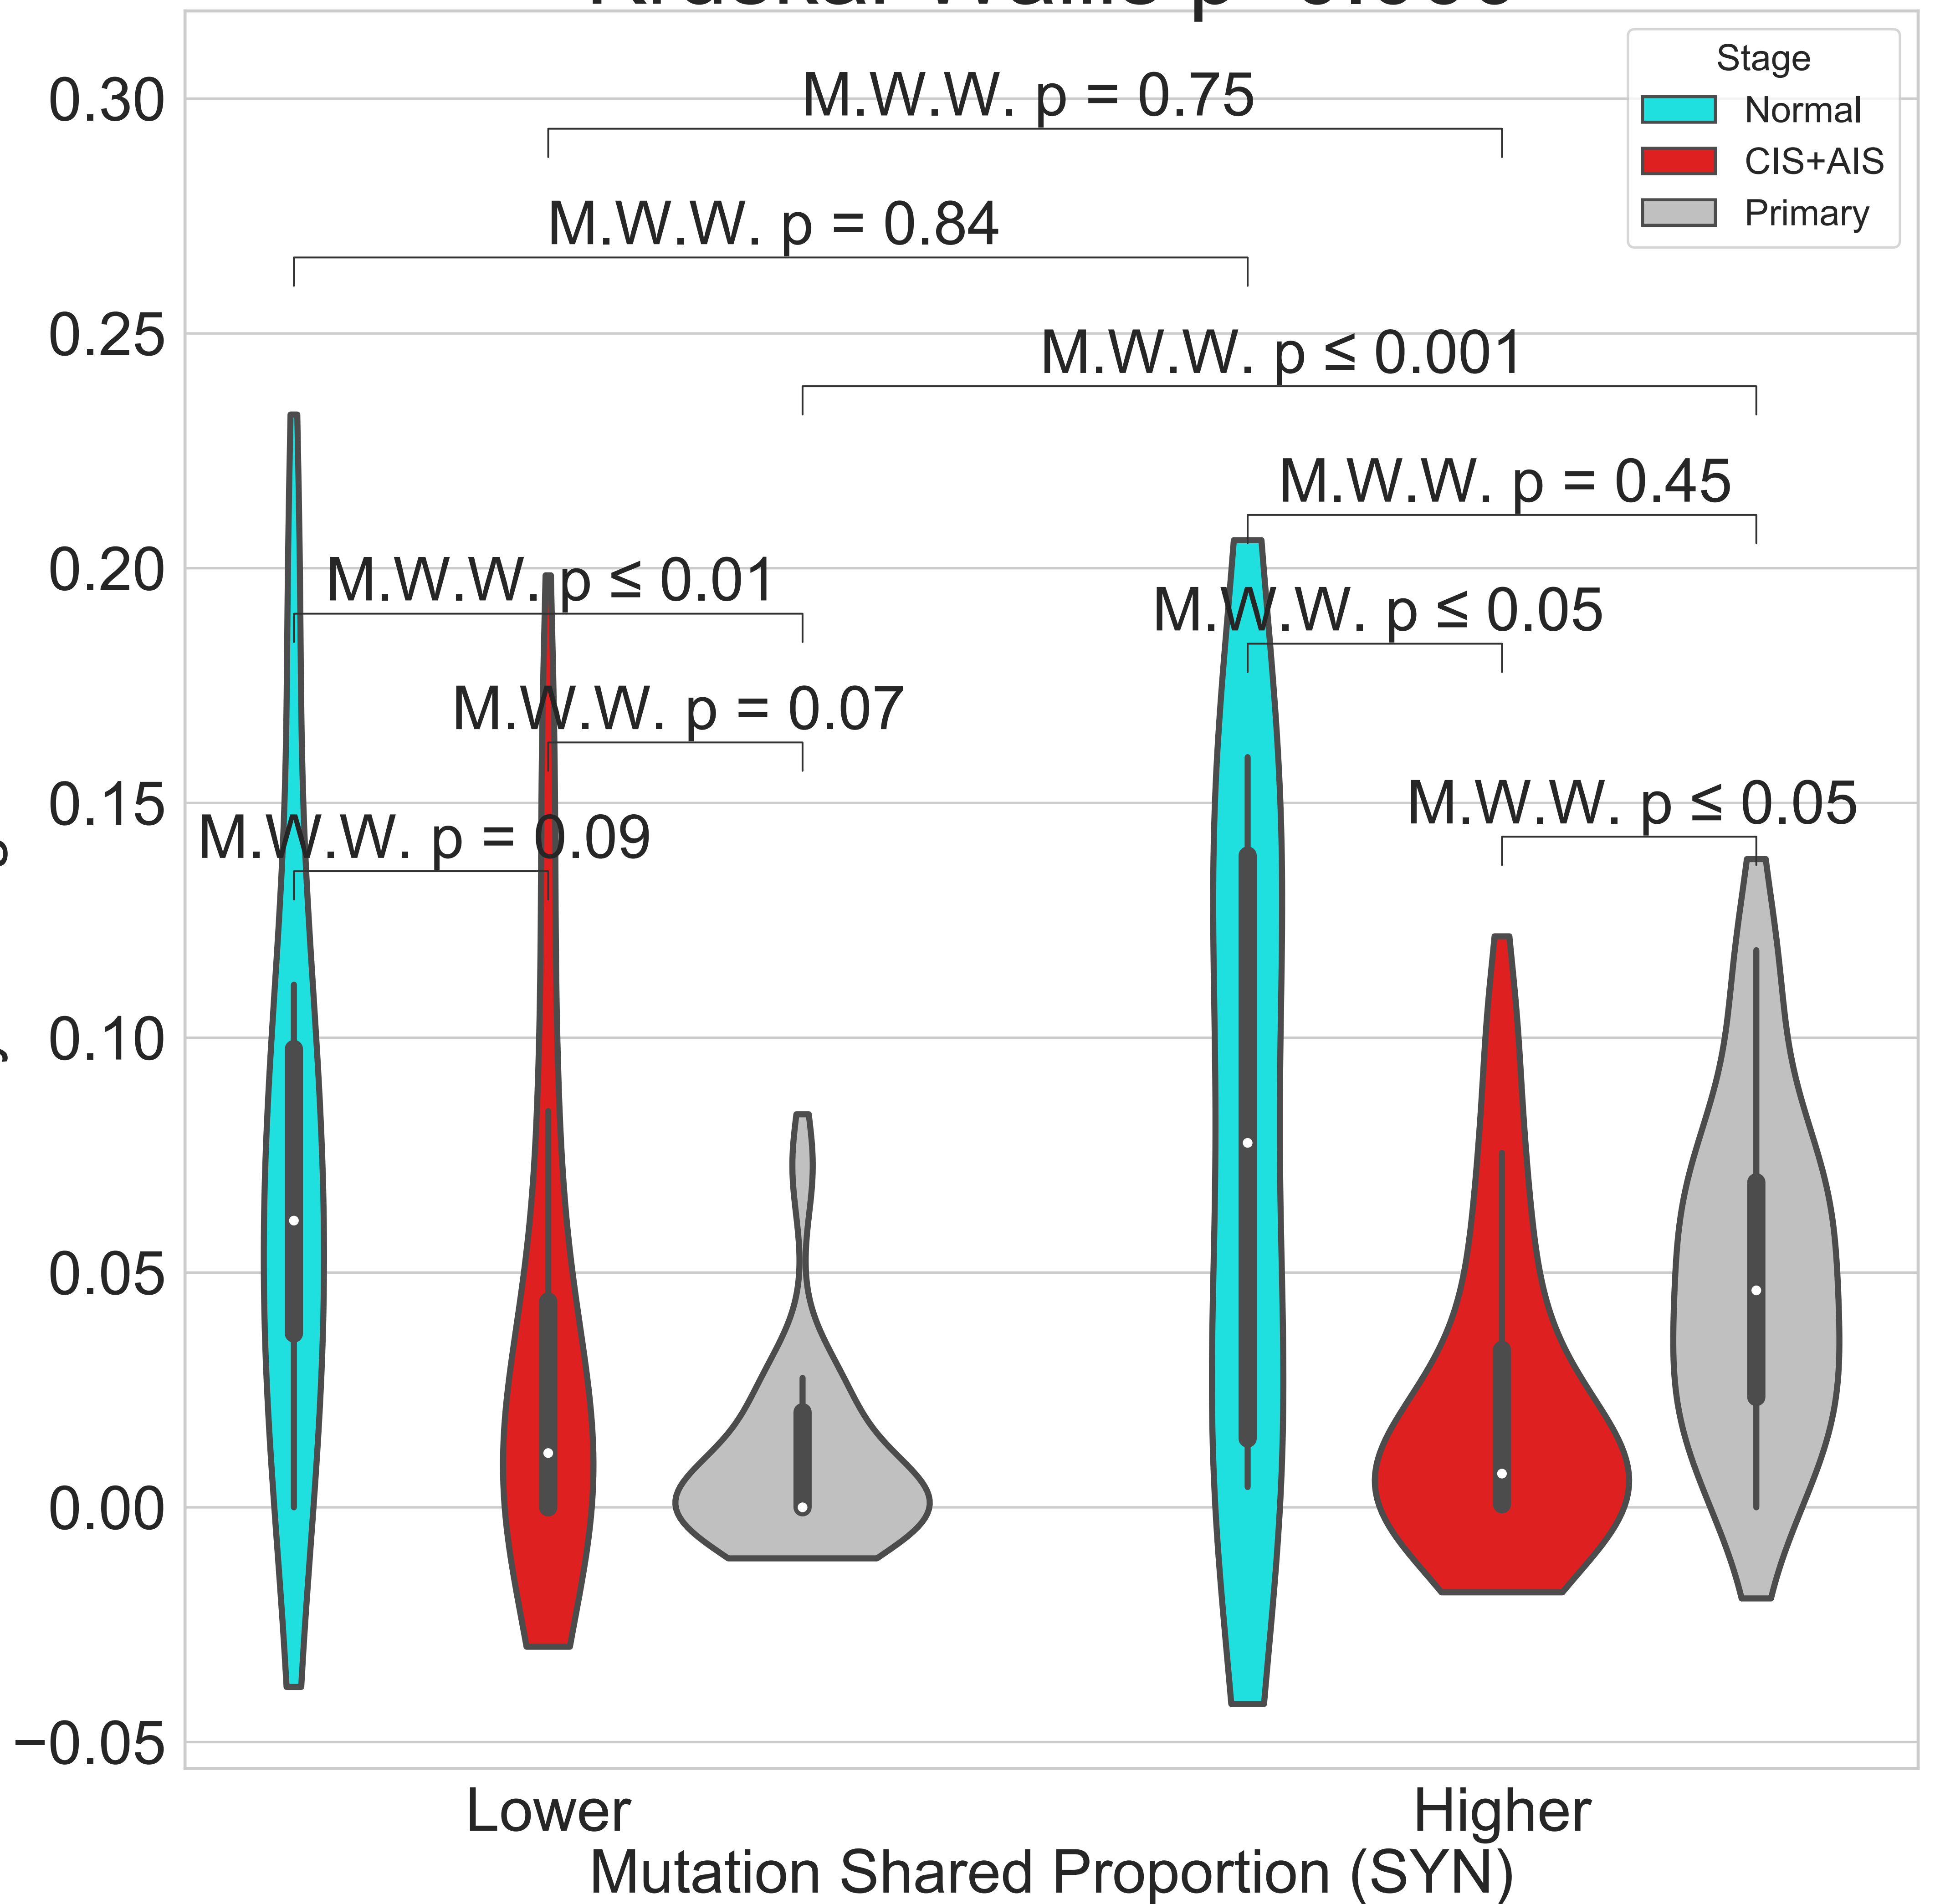 0.30
0.25
0.20
0.15
0.10
0.05
0.00
−0.05
Stage
Normal
CIS+AIS
Primary
M.W.W. p = 0.75
M.W.W. p = 0.84
M.W.W. p ≤ 0.001
M.W.W. p = 0.45
M.W.W. p ≤ 0.01
M.W.W. p ≤ 0.05
M.W.W. p = 0.07
M.W.W. p ≤ 0.05
M.W.W. p = 0.09
Lower
Higher
Mutation Shared Proportion (SYN)